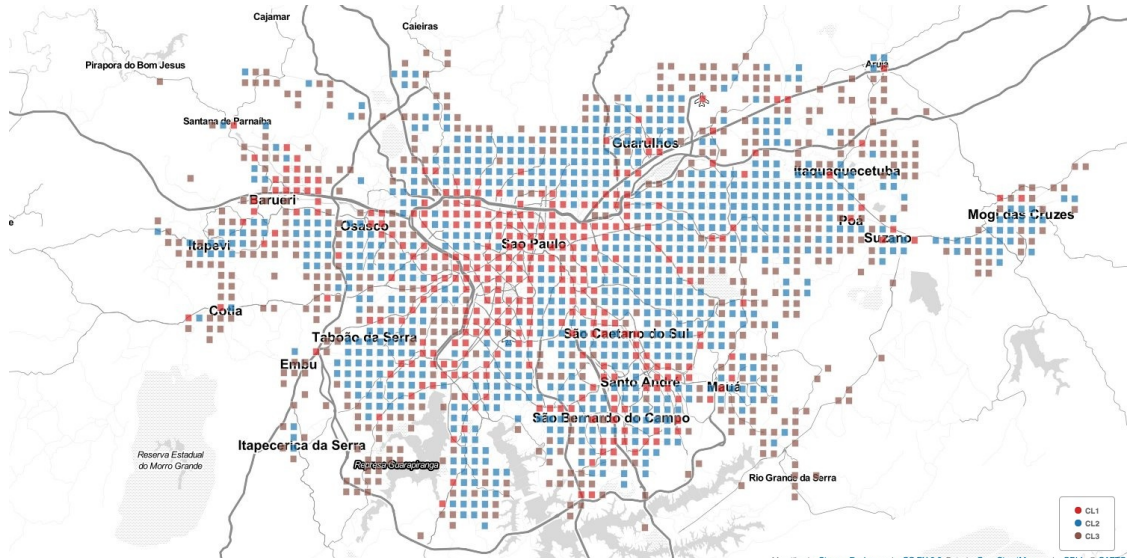 Cajamar
Caieiras
Pirapora do Bom Jesus
Arujá
Santana de Parnaíba
Guarulhos
Itaquaquecetuba
Barueri
Mogi das Cruzes
Osasco
Poá
São Paulo
Suzano
Itapevi
Cotia
Taboão da Serra
São Caetano do Sul
Embu
Santo André
Mauá
São Bernardo do Campo
Itapecerica da Serra
Reserva Estadual
do Morro Grande
Represa Guarapiranga
Rio Grande da Serra
CL1
CL2
CL3